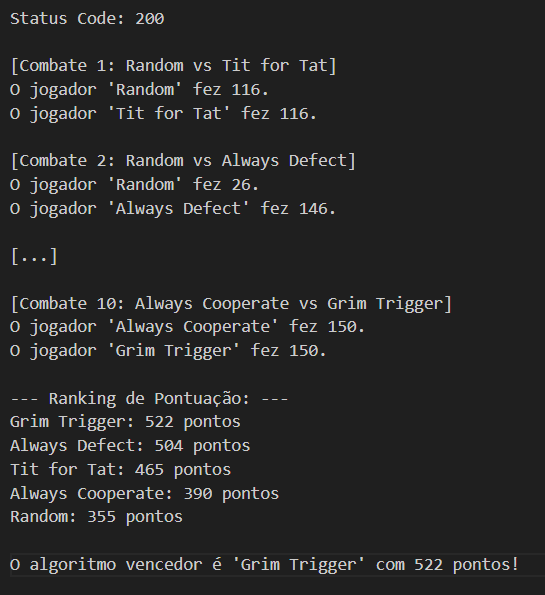 Status Code: 200
[Combate 1: Random vs Tit for Tat]
O jogador 'Random' fez 116.
O jogador 'Tit for Tat' fez 116.
[Combate 2: Random vs Always Defect]
O jogador 'Random' fez 26.
O jogador 'Always Defect' fez 146.
[...]
[Combate 10: Always Cooperate vs Grim Trigger]
O jogador 'Always Cooperate' fez 150.
O jogador 'Grim Trigger' fez 150.
--- Ranking de Pontuação: ---
Grim Trigger: 522 pontos
Always Defect: 504 pontos
Tit for Tat: 465 pontos
Always Cooperate: 390 pontos
Random: 355 pontos
O algoritmo vencedor é 'Grim Trigger' com 522 pontos!